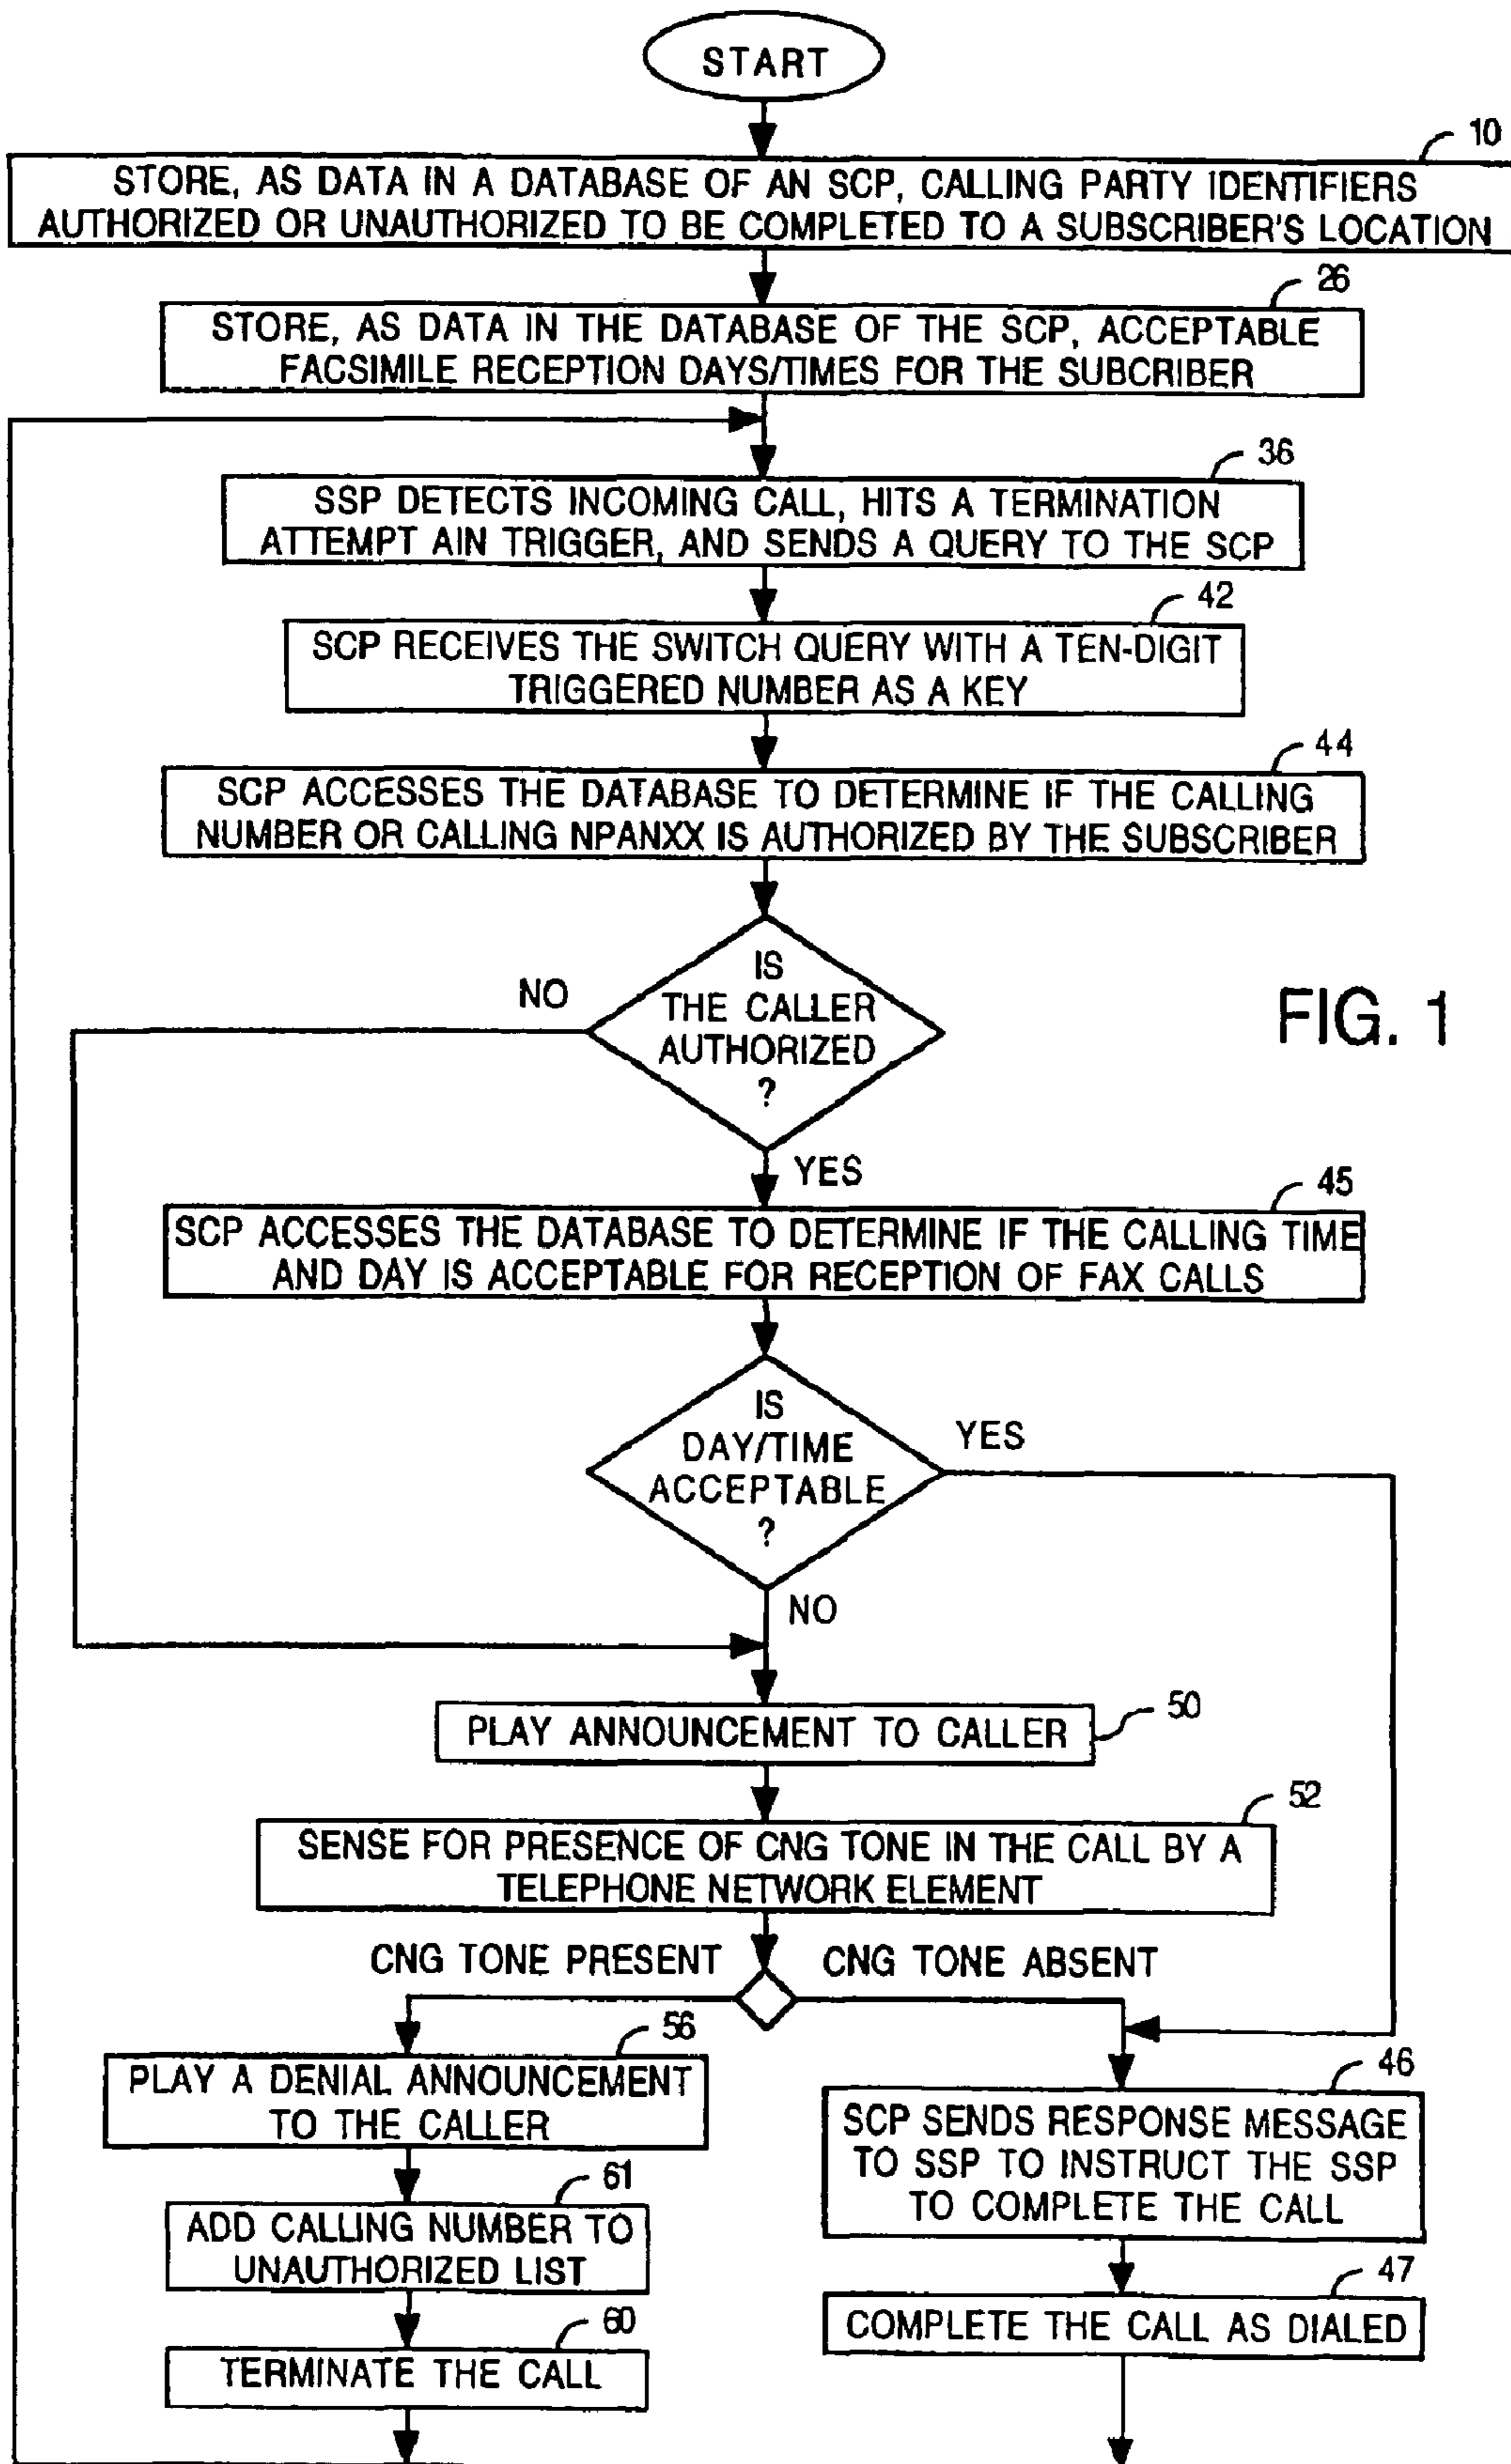 START
10
STORE, AS DATA IN A DATABASE OF AN SCP, CALLING PARTY IDENTIFIERS
AUTHORIZED OR UNAUTHORIZED TO BE COMPLETED TO A SUBSCRIBER'S LOCATION
26
STORE, AS DATA IN THE DATABASE OF THE SCP, ACCEPTABLE
FACSIMILE RECEPTION DAYS/TIMES FOR THE SUBCRIBER
36
SSP DETECTS INCOMING CALL, HITS A TERMINATION
ATTEMPT AIN TRIGGER, AND SENDS A QUERY TO THE SCP
42
SCP RECEIVES THE SWITCH QUERY WITH A TEN-DIGIT
TRIGGERED NUMBER AS A KEY
44
SCP ACCESSES THE DATABASE TO DETERMINE IF THE CALLING
NUMBER OR CALLING NPANXX IS AUTHORIZED BY THE SUBSCRIBER
NO
IS
THE CALLER
AUTHORIZED
?
FIG. 1
YES
45
SCP ACCESSES THE DATABASE TO DETERMINE IF THE CALLING TIME
AND DAY IS ACCEPTABLE FOR RECEPTION OF FAX CALLS
IS
DAY/TIME
ACCEPTABLE
?
YES
NO
50
PLAY ANNOUNCEMENT TO CALLER
52
SENSE FOR PRESENCE OF CNG TONE IN THE CALL BY A
TELEPHONE NETWORK ELEMENT
CNG TONE PRESENT
CNG TONE ABSENT
56
PLAY A DENIAL ANNOUNCEMENT
TO THE CALLER
46
SCP SENDS RESPONSE MESSAGE
TO SSP TO INSTRUCT THE SSP
TO COMPLETE THE CALL
61
ADD CALLING NUMBER TO
UNAUTHORIZED LIST
47
COMPLETE THE CALL AS DIALED
60
TERMINATE THE CALL